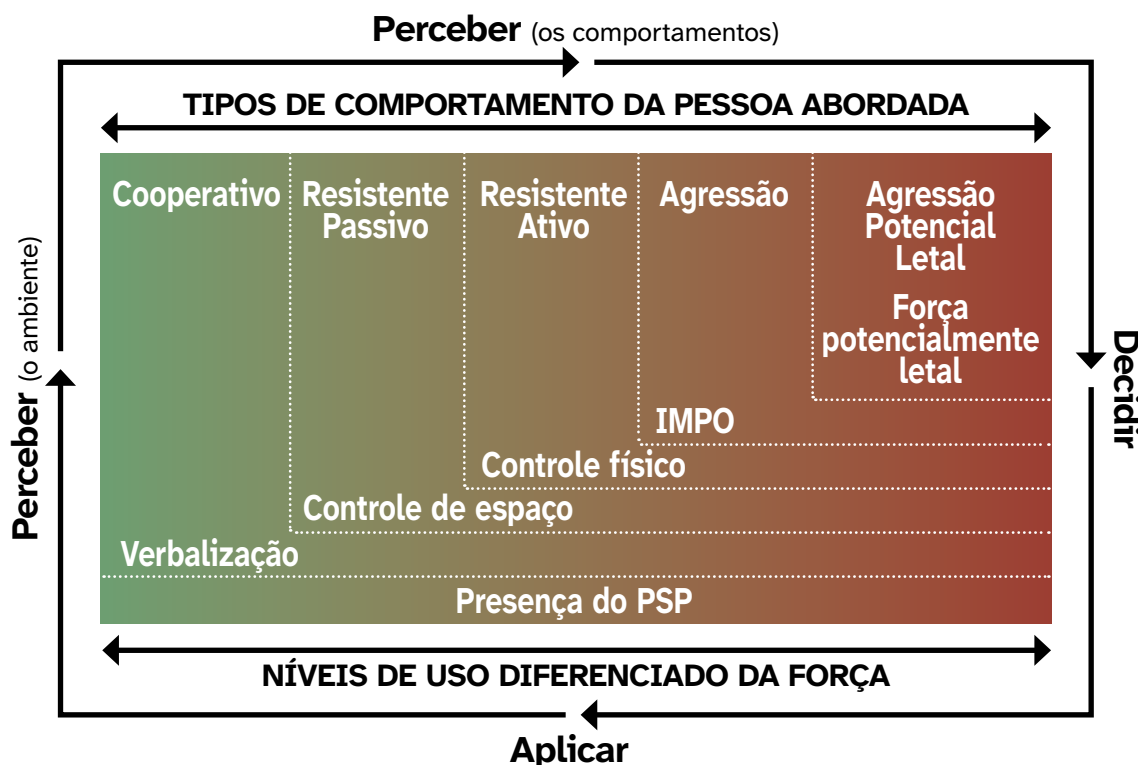 Perceber (os comportamentos)
TIPOS DE COMPORTAMENTO DA PESSOA ABORDADA
Cooperativo
Resistente
Passivo
Resistente
Ativo
Agressão
Agressão
Potencial
Letal
Força
potencialmente
letal
IMPO
Controle físico
Controle de espaço
Verbalização
Presença do PSP
NÍVEIS DE USO DIFERENCIADO DA FORÇA
Decidir
Aplicar
Perceber (o ambiente)